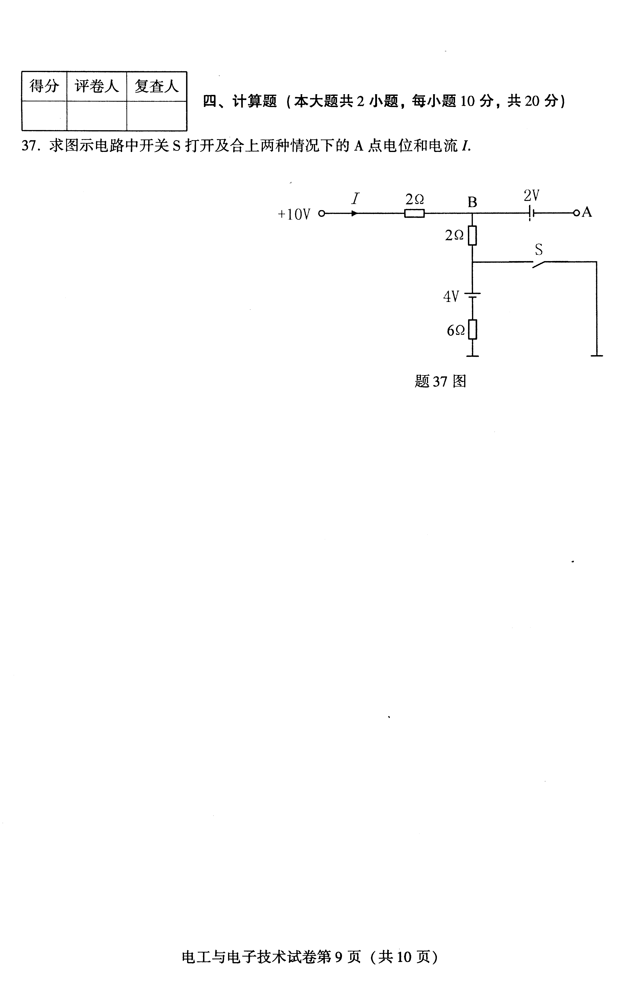 得分 评卷人 复查人
四、计算题（本大题共2小题，每小题10分，共20分）
37. 求图示电路中开关S打开及合上两种情况下的A点电位和电流I.
I 2Ω B 2V
+10V A
2Ω
S
4V
6Ω
题37图
电工与电子技术试卷第9页（共10页）